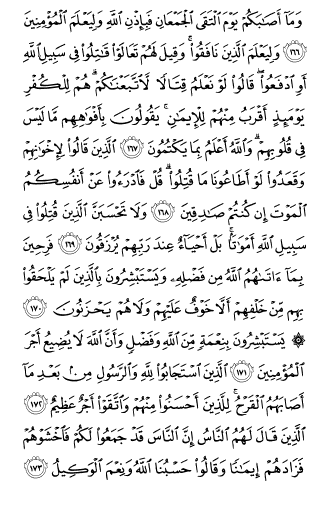 وَمَآ أَصَٰبَكُمْ يَوْمَ ٱلْتَقَى ٱلْجَمْعَانِ فَبِإِذْنِ ٱللَّهِ وَلِيَعْلَمَ ٱلْمُؤْمِنِينَ
﴿١٦٦﴾ وَلِيَعْلَمَ ٱلَّذِينَ نَافَقُوا۟ ۚ وَقِيلَ لَهُمْ تَعَالَوْا۟ قَٰتِلُوا۟ فِى سَبِيلِ ٱللَّهِ
أَوِ ٱدْفَعُوا۟ ۖ قَالُوا۟ لَوْ نَعْلَمُ قِتَالًا لَّٱتَّبَعْنَٰكُمْ ۗ هُمْ لِلْكُفْرِ
يَوْمَئِذٍ أَقْرَبُ مِنْهُمْ لِلْإِيمَٰنِ ۚ يَقُولُونَ بِأَفْوَٰهِهِم مَّا لَيْسَ
فِى قُلُوبِهِمْ ۗ وَٱللَّهُ أَعْلَمُ بِمَا يَكْتُمُونَ ﴿١٦٧﴾ ٱلَّذِينَ قَالُوا۟ لِإِخْوَٰنِهِمْ
وَقَعَدُوا۟ لَوْ أَطَاعُونَا مَا قُتِلُوا۟ ۗ قُلْ فَٱدْرَءُوا۟ عَنْ أَنفُسِكُمُ
ٱلْمَوْتَ إِن كُنتُمْ صَٰدِقِينَ ﴿١٦٨﴾ وَلَا تَحْسَبَنَّ ٱلَّذِينَ قُتِلُوا۟ فِى
سَبِيلِ ٱللَّهِ أَمْوَٰتًۢا ۚ بَلْ أَحْيَآءٌ عِندَ رَبِّهِمْ يُرْزَقُونَ ﴿١٦٩﴾ فَرِحِينَ
بِمَآ ءَاتَىٰهُمُ ٱللَّهُ مِن فَضْلِهِۦ وَيَسْتَبْشِرُونَ بِٱلَّذِينَ لَمْ يَلْحَقُوا۟
بِهِم مِّنْ خَلْفِهِمْ أَلَّا خَوْفٌ عَلَيْهِمْ وَلَا هُمْ يَحْزَنُونَ ﴿١٧٠﴾
۞ يَسْتَبْشِرُونَ بِنِعْمَةٍ مِّنَ ٱللَّهِ وَفَضْلٍ وَأَنَّ ٱللَّهَ لَا يُضِيعُ أَجْرَ
ٱلْمُؤْمِنِينَ ﴿١٧١﴾ ٱلَّذِينَ ٱسْتَجَابُوا۟ لِلَّهِ وَٱلرَّسُولِ مِنۢ بَعْدِ مَآ
أَصَابَهُمُ ٱلْقَرْحُ ۚ لِلَّذِينَ أَحْسَنُوا۟ مِنْهُمْ وَٱتَّقَوْا۟ أَجْرٌ عَظِيمٌ ﴿١٧٢﴾
ٱلَّذِينَ قَالَ لَهُمُ ٱلنَّاسُ إِنَّ ٱلنَّاسَ قَدْ جَمَعُوا۟ لَكُمْ فَٱخْشَوْهُمْ
فَزَادَهُمْ إِيمَٰنًا وَقَالُوا۟ حَسْبُنَا ٱللَّهُ وَنِعْمَ ٱلْوَكِيلُ ﴿١٧٣﴾